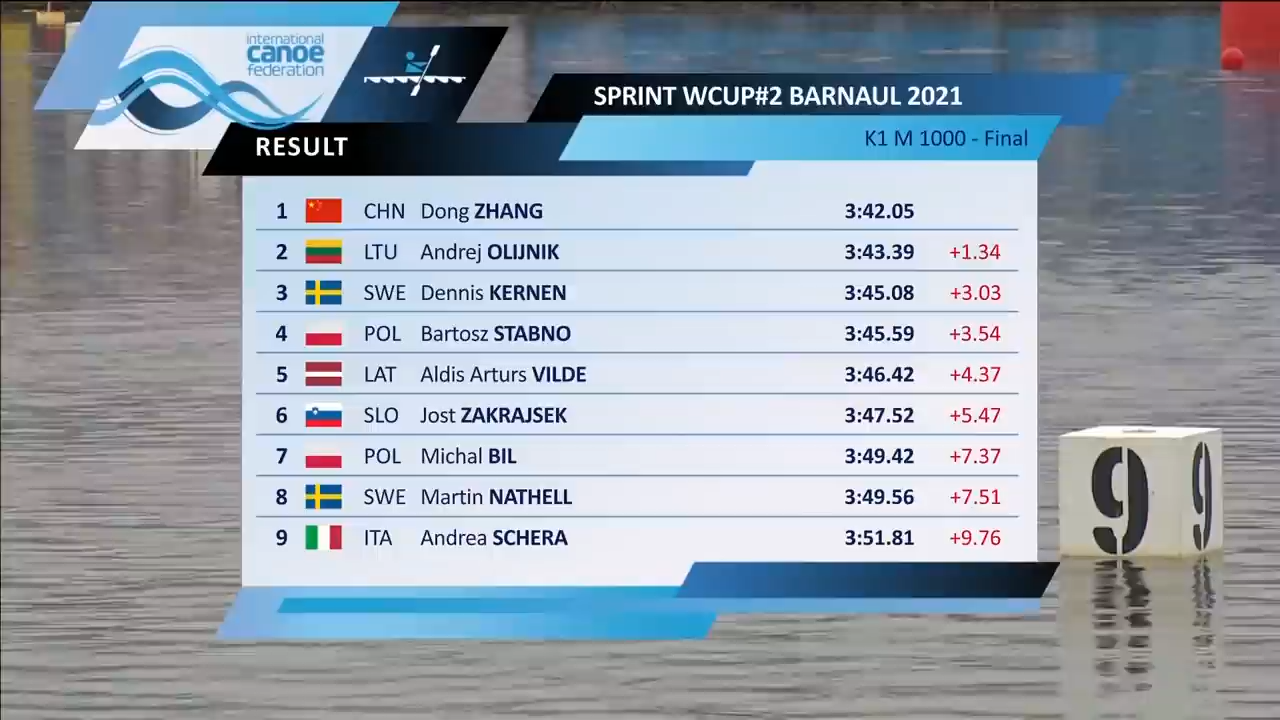 international
canoe
federation
SPRINT WCUP#2 BARNAUL 2021
K1 M 1000 - Final
RESULT
1 CHN Dong ZHANG 3:42.05
2 LTU Andrej OLIJNIK 3:43.39 +1.34
3 SWE Dennis KERNEN 3:45.08 +3.03
4 POL Bartosz STABNO 3:45.59 +3.54
5 LAT Aldis Arturs VILDE 3:46.42 +4.37
6 SLO Jost ZAKRAJSEK 3:47.52 +5.47
7 POL Michal BIL 3:49.42 +7.37
8 SWE Martin NATHELL 3:49.56 +7.51
9 ITA Andrea SCHERA 3:51.81 +9.76
9 9